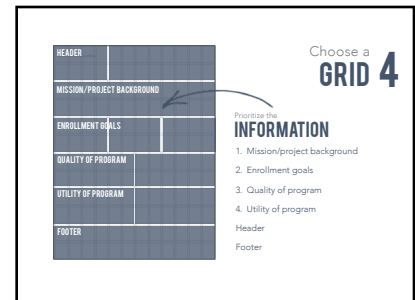 HEADER
MISSION/PROJECT BACKGROUND
ENROLLMENT GOALS
QUALITY OF PROGRAM
UTILITY OF PROGRAM
FOOTER
Choose a
GRID 4
Prioritize the
INFORMATION
1. Mission/project background
2. Enrollment goals
3. Quality of program
4. Utility of program
Header
Footer